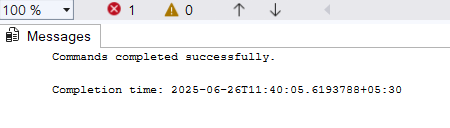 100 % 1 0
Messages
Commands completed successfully.
Completion time: 2025-06-26T11:40:05.6193788+05:30